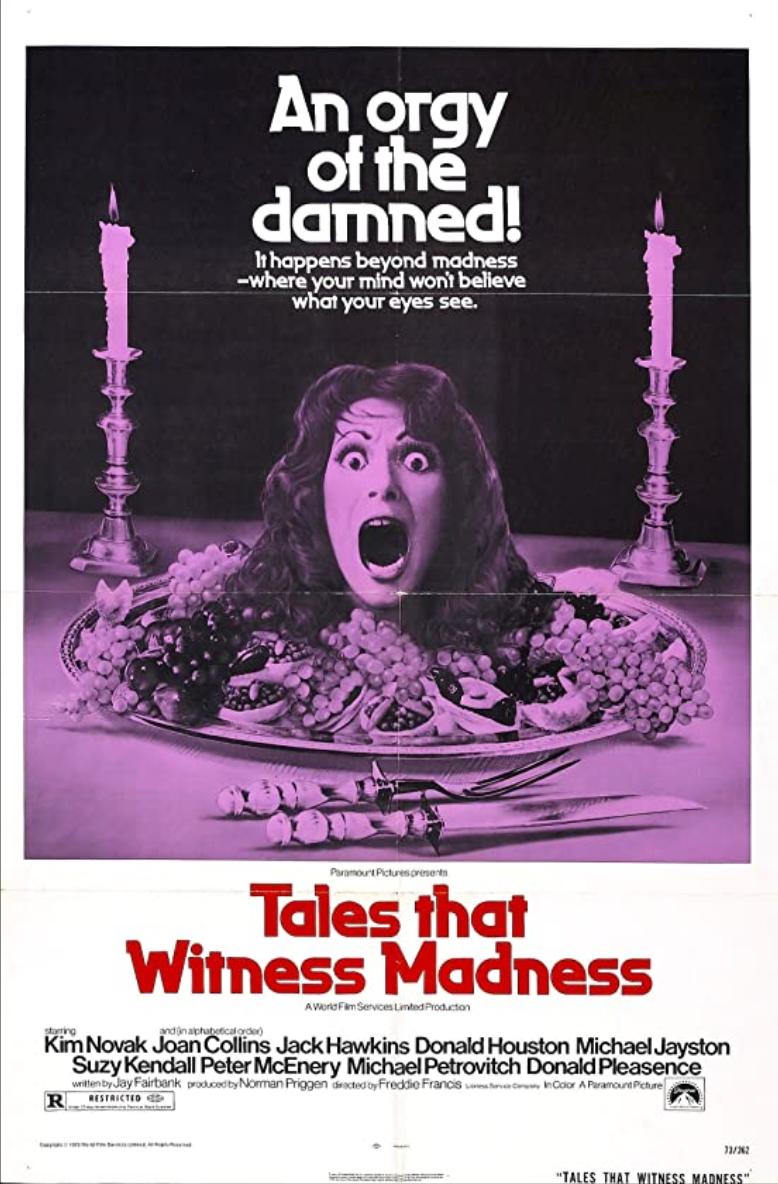 An orgy
of the
damned!
It happens beyond madness
–where your mind won't believe
what your eyes see.
Paramount Pictures presents
Tales that
Witness Madness
A World Film Services Limited Production
starring and (in alphabetical order)
Kim Novak Joan Collins Jack Hawkins Donald Houston Michael Jayston
Suzy Kendall Peter McEnery Michael Petrovitch Donald Pleasence
written by Jay Fairbank produced by Norman Priggen directed by Freddie Francis In Color A Paramount Picture
R RESTRICTED
73/262
"TALES THAT WITNESS MADNESS"